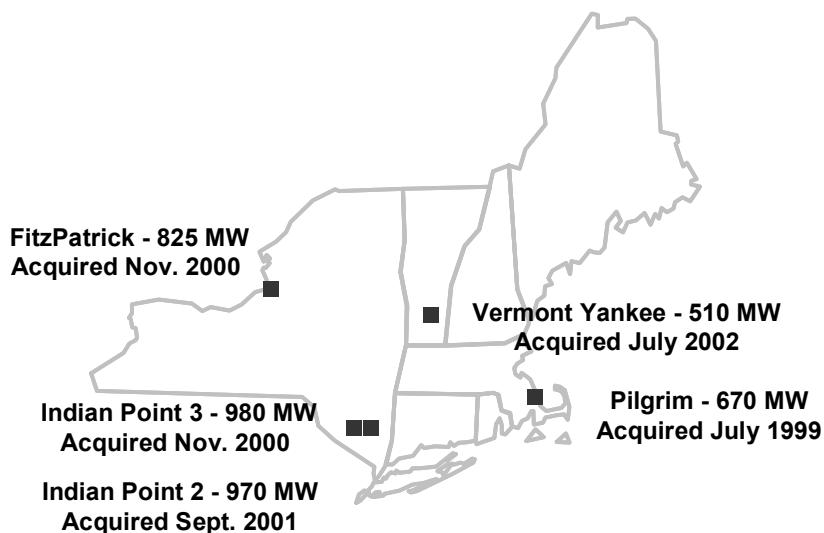 FitzPatrick - 825 MW
Acquired Nov. 2000
Vermont Yankee - 510 MW
Acquired July 2002
Indian Point 3 - 980 MW
Acquired Nov. 2000
Pilgrim - 670 MW
Acquired July 1999
Indian Point 2 - 970 MW
Acquired Sept. 2001